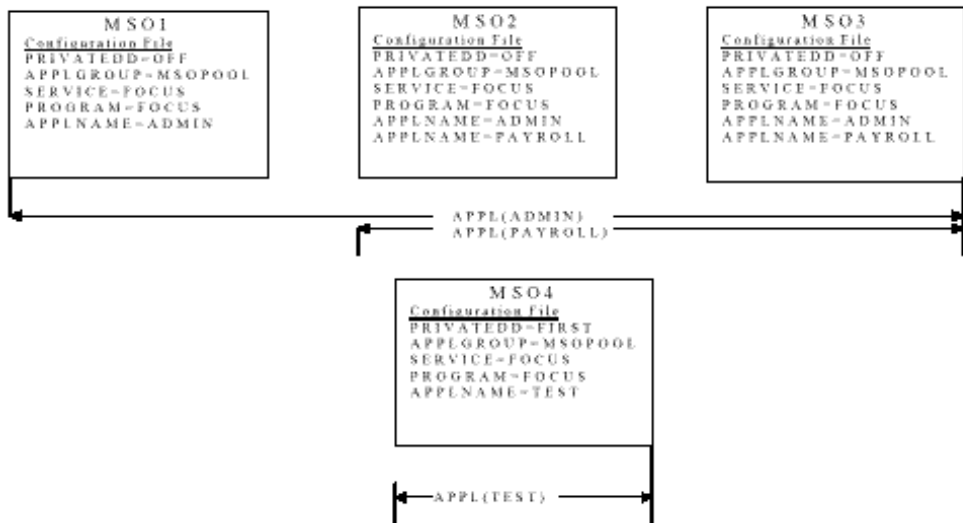 MSO1
Configuration File
PRIVATEDD=OFF
APPLGROUP=MSOPOOL
SERVICE=FOCUS
PROGRAM=FOCUS
APPLNAME=ADMIN
MSO2
Configuration File
PRIVATEDD=OFF
APPLGROUP=MSOPOOL
SERVICE=FOCUS
PROGRAM=FOCUS
APPLNAME=ADMIN
APPLNAME=PAYROLL
MSO3
Configuration File
PRIVATEDD=OFF
APPLGROUP=MSOPOOL
SERVICE=FOCUS
PROGRAM=FOCUS
APPLNAME=ADMIN
APPLNAME=PAYROLL
APPL(ADMIN)
APPL(PAYROLL)
MSO4
Configuration File
PRIVATEDD=FIRST
APPLGROUP=MSOPOOL
SERVICE=FOCUS
PROGRAM=FOCUS
APPLNAME=TEST
APPL(TEST)